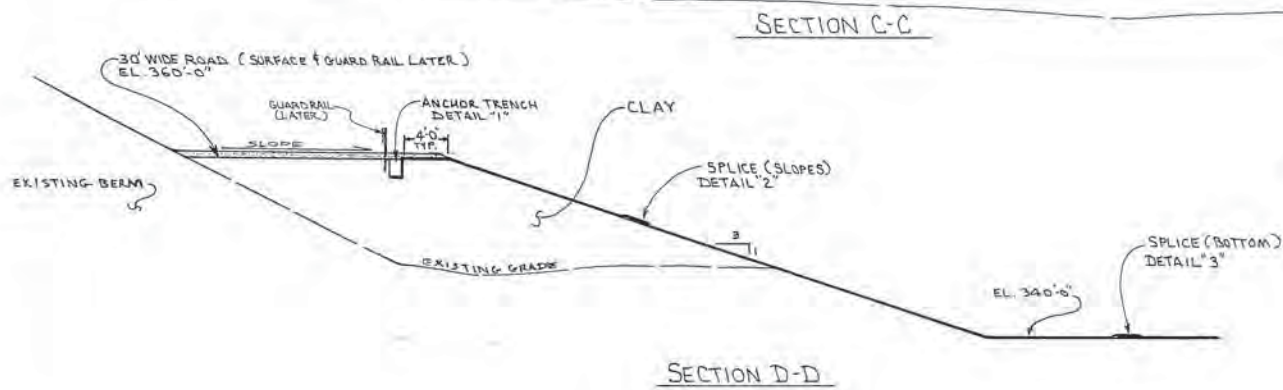 SECTION C-C
30' WIDE ROAD (SURFACE & GUARD RAIL LATER)
EL. 360'-0"
GUARDRAIL
(LATER)
ANCHOR TRENCH
DETAIL "1"
4'-0"
TYP.
CLAY
SLOPE
EXISTING BERM
SPLICE (SLOPES)
DETAIL "2"
3
1
EXISTING GRADE
SPLICE (BOTTOM)
DETAIL "3"
EL. 340'-0"
SECTION D-D